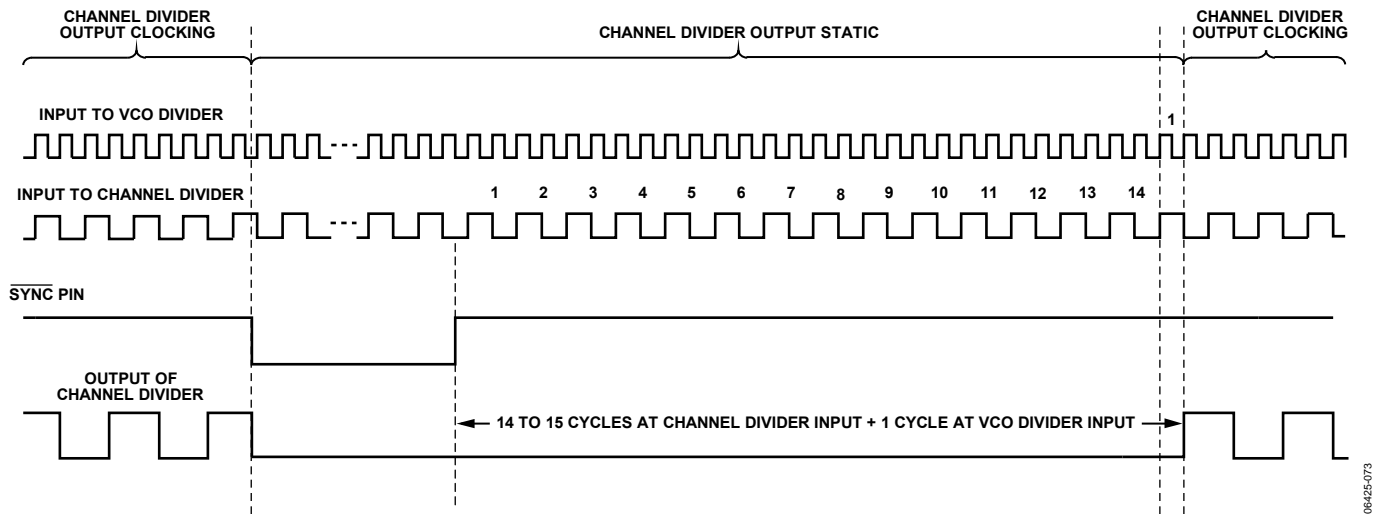 CHANNEL DIVIDER
OUTPUT CLOCKING
CHANNEL DIVIDER OUTPUT STATIC
CHANNEL DIVIDER
OUTPUT CLOCKING
INPUT TO VCO DIVIDER
1
INPUT TO CHANNEL DIVIDER
1 2 3 4 5 6 7 8 9 10 11 12 13 14
SYNC PIN
OUTPUT OF
CHANNEL DIVIDER
14 TO 15 CYCLES AT CHANNEL DIVIDER INPUT + 1 CYCLE AT VCO DIVIDER INPUT
06425-073